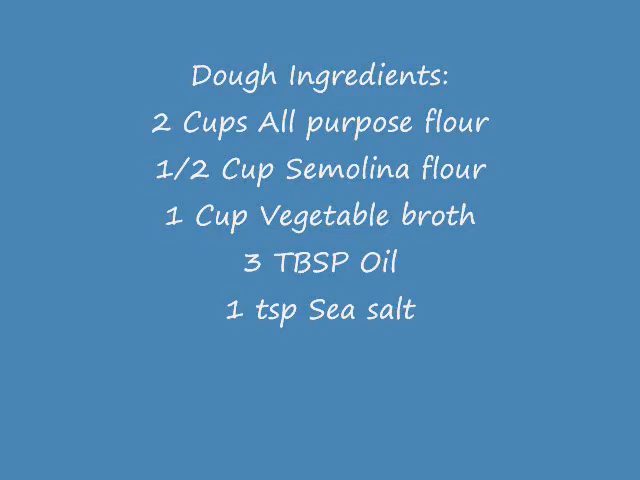 Dough Ingredients:
2 Cups All purpose flour
1/2 Cup Semolina flour
1 Cup Vegetable broth
3 TBSP Oil
1 tsp Sea salt